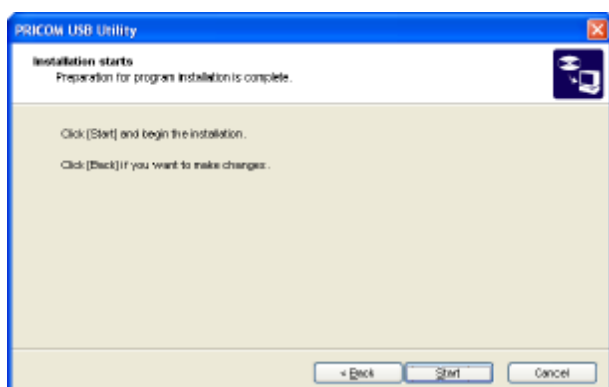 PRICOM USB Utility
Installation starts
Preparation for program installation is complete.
Click [Start] and begin the installation.
Click [Back] if you want to make changes.
< Back
Start
Cancel